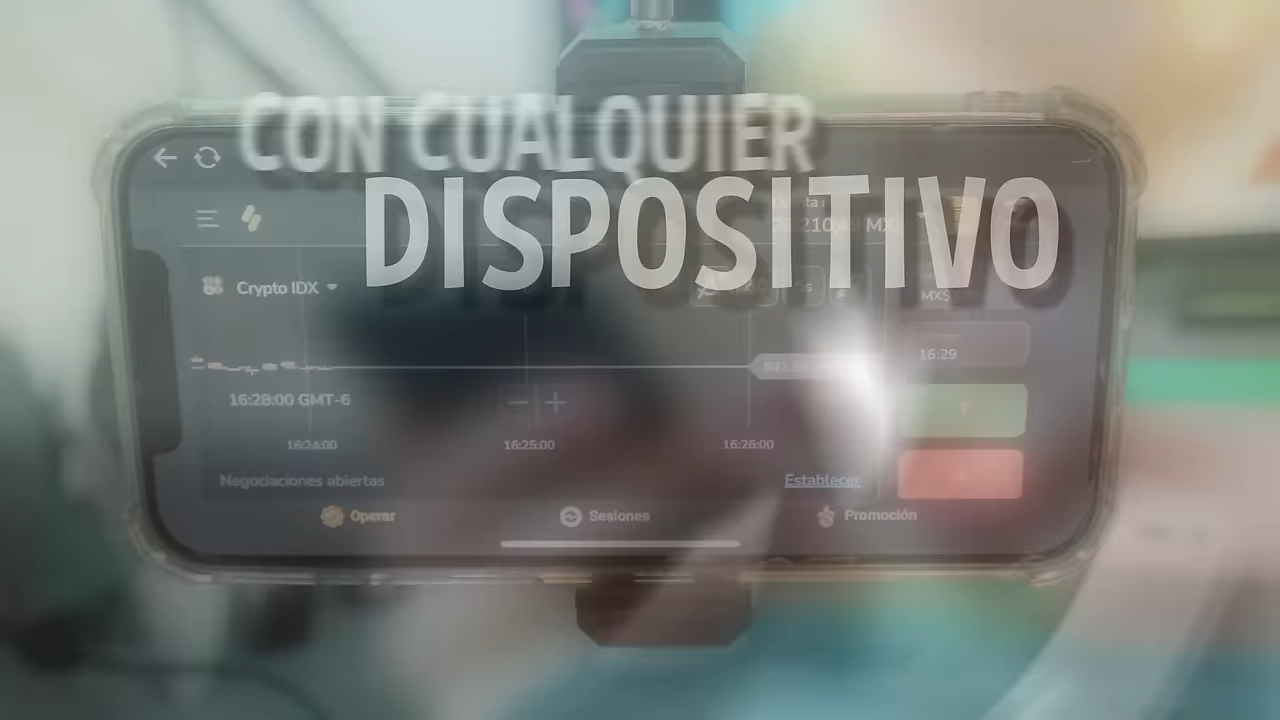 CON CUALQUIER
DISPOSITIVO
Crypto IDX
MX$
16:29
16:28:00 GMT-6
16:24:00
16:25:00
16:26:00
Negociaciones abiertas
Establecer
Operar
Sesiones
Promoción